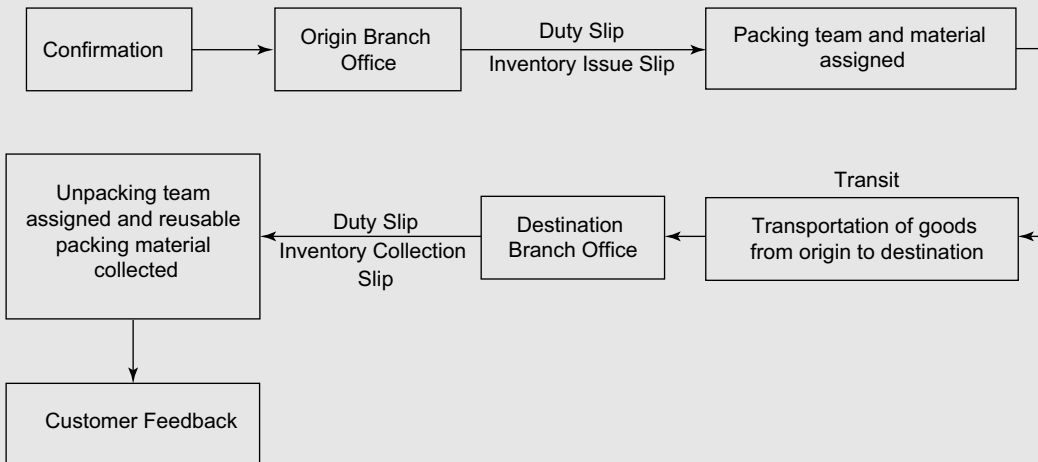 Confirmation
Origin Branch
Office
Duty Slip
Inventory Issue Slip
Packing team and material
assigned
Transit
Transportation of goods
from origin to destination
Destination
Branch Office
Duty Slip
Inventory Collection
Slip
Unpacking team
assigned and reusable
packing material
collected
Customer Feedback